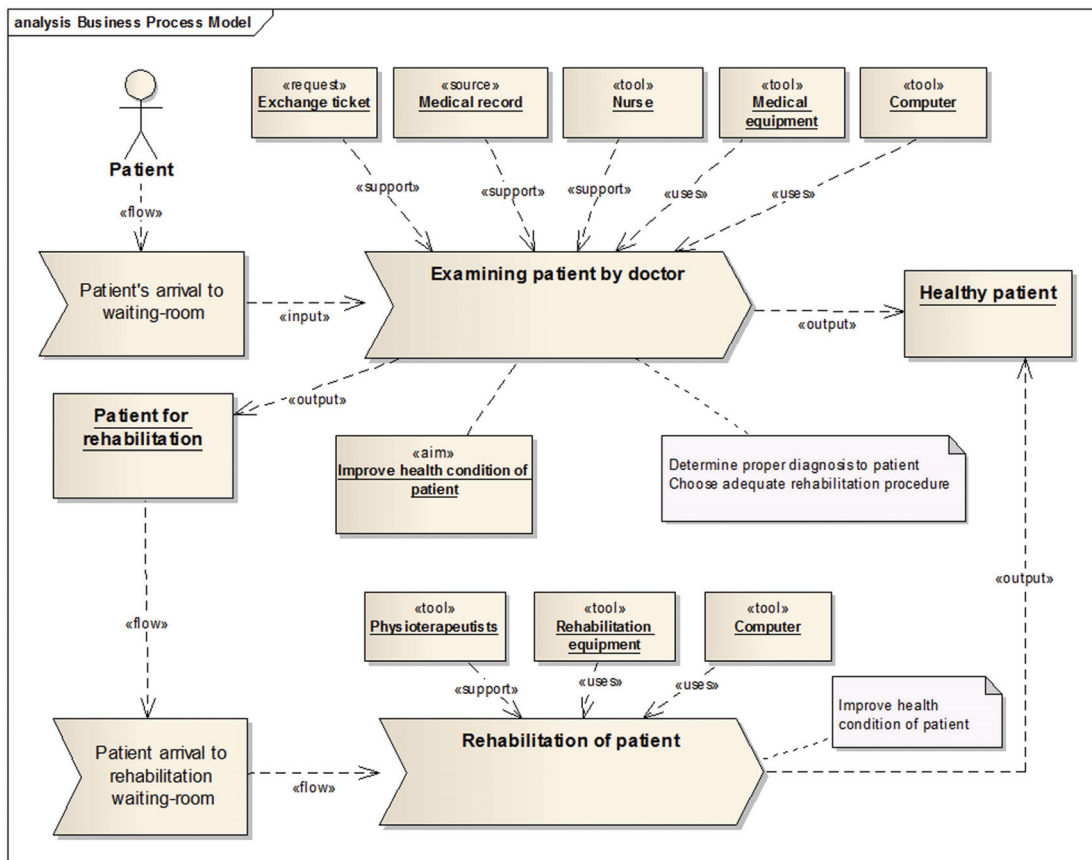 analysis Business Process Model
Patient
«flow»
«request»
Exchange ticket
«source»
Medical record
«tool»
Nurse
«tool»
Medical
equipment
«tool»
Computer
«support»
«support»
«support»
«uses»
«uses»
Patient's arrival to
waiting-room
«input»
Examining patient by doctor
«output»
Healthy patient
«output»
Patient for
rehabilitation
«aim»
Improve health condition of
patient
Determine proper diagnosis to patient
Choose adequate rehabilitation procedure
«output»
«flow»
«tool»
Physioterapeutists
«tool»
Rehabilitation
equipment
«tool»
Computer
«support»
«uses»
«uses»
Improve health
condition of patient
Patient arrival to
rehabilitation
waiting-room
«flow»
Rehabilitation of patient